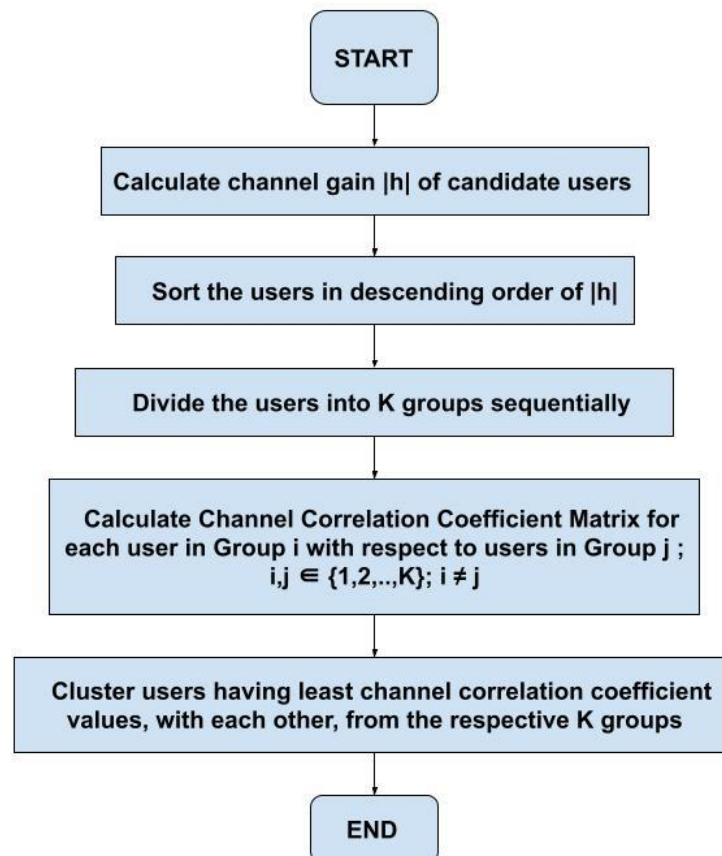 START
Calculate channel gain |h| of candidate users
Sort the users in descending order of |h|
Divide the users into K groups sequentially
Calculate Channel Correlation Coefficient Matrix for
each user in Group i with respect to users in Group j ;
i,j ∈ {1,2,..,K}; i ≠ j
Cluster users having least channel correlation coefficient
values, with each other, from the respective K groups
END